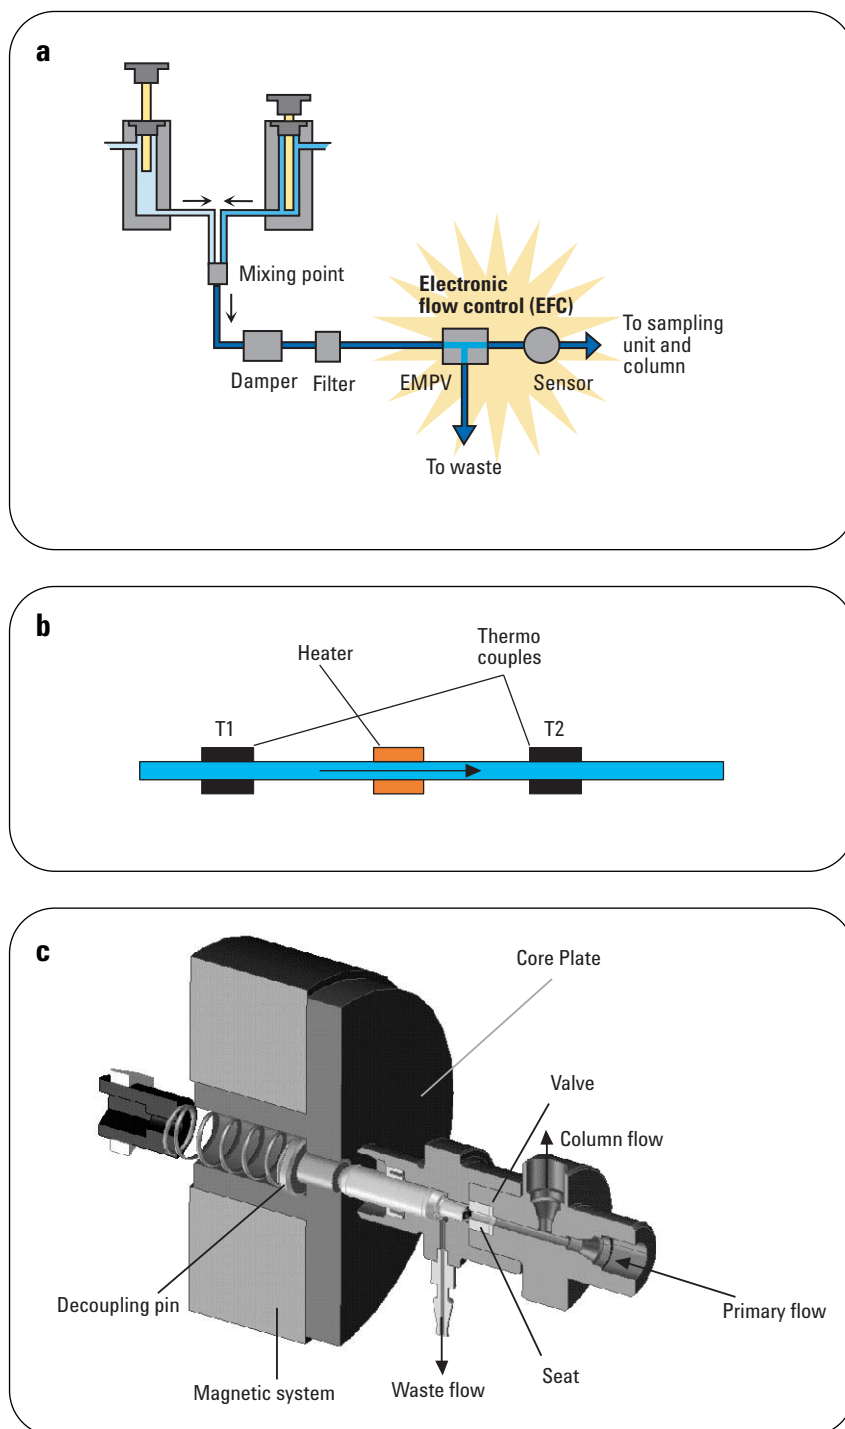 a
Mixing point
Electronic
flow control (EFC)
To sampling
unit and
column
Damper
Filter
EMPV
Sensor
To waste
b
Heater
Thermo
couples
T1
T2
c
Core Plate
Valve
Column flow
Decoupling pin
Primary flow
Magnetic system
Waste flow
Seat